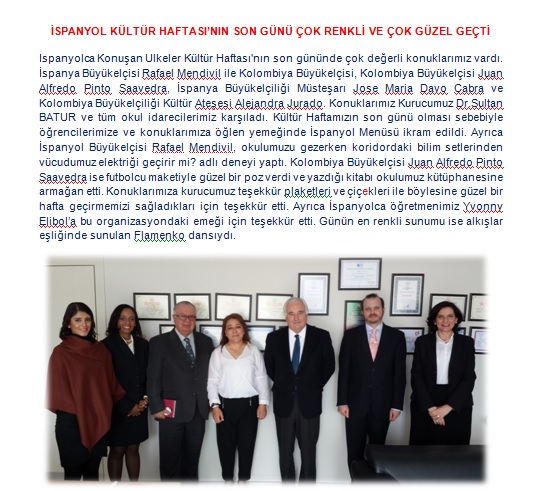 İSPANYOL KÜLTÜR HAFTASI'NIN SON GÜNÜ ÇOK RENKLİ VE ÇOK GÜZEL GEÇTİ
Ispanyolca Konuşan Ulkeler Kültür Haftası'nın son gününde çok değerli konuklarımız vardı.
İspanya Büyükelçisi Rafael Mendivil ile Kolombiya Büyükelçisi, Kolombiya Büyükelçisi Juan
Alfredo Pinto Saavedra, İspanya Büyükelçiliği Müsteşarı Jose Maria Davo Cabra ve
Kolombiya Büyükelçiliği Kültür Ateşesi Alejandra Jurado. Konuklarımız Kurucumuz Dr.Sultan
BATUR ve tüm okul idarecilerimiz karşıladı. Kültür Haftamızın son günü olması sebebiyle
öğrencilerimize ve konuklarımıza öğlen yemeğinde İspanyol Menüsü ikram edildi. Ayrıca
İspanyol Büyükelçisi Rafael Mendivil, okulumuzu gezerken koridordaki bilim setlerinden
vücudumuz elektriği geçirir mi? adlı deneyi yaptı. Kolombiya Büyükelçisi Juan Alfredo Pinto
Saavedra ise futbolcu maketiyle güzel bir poz verdi ve yazdığı kitabı okulumuz kütüphanesine
armağan etti. Konuklarımıza kurucumuz teşekkür plaketleri ve çiçekleri ile böylesine güzel bir
hafta geçirmemizi sağladıkları için teşekkür etti. Ayrıca İspanyolca öğretmenimiz Yvonny
Elibol'a bu organizasyondaki emeği için teşekkür etti. Günün en renkli sunumu ise alkışlar
eşliğinde sunulan Flamenko dansıydı.